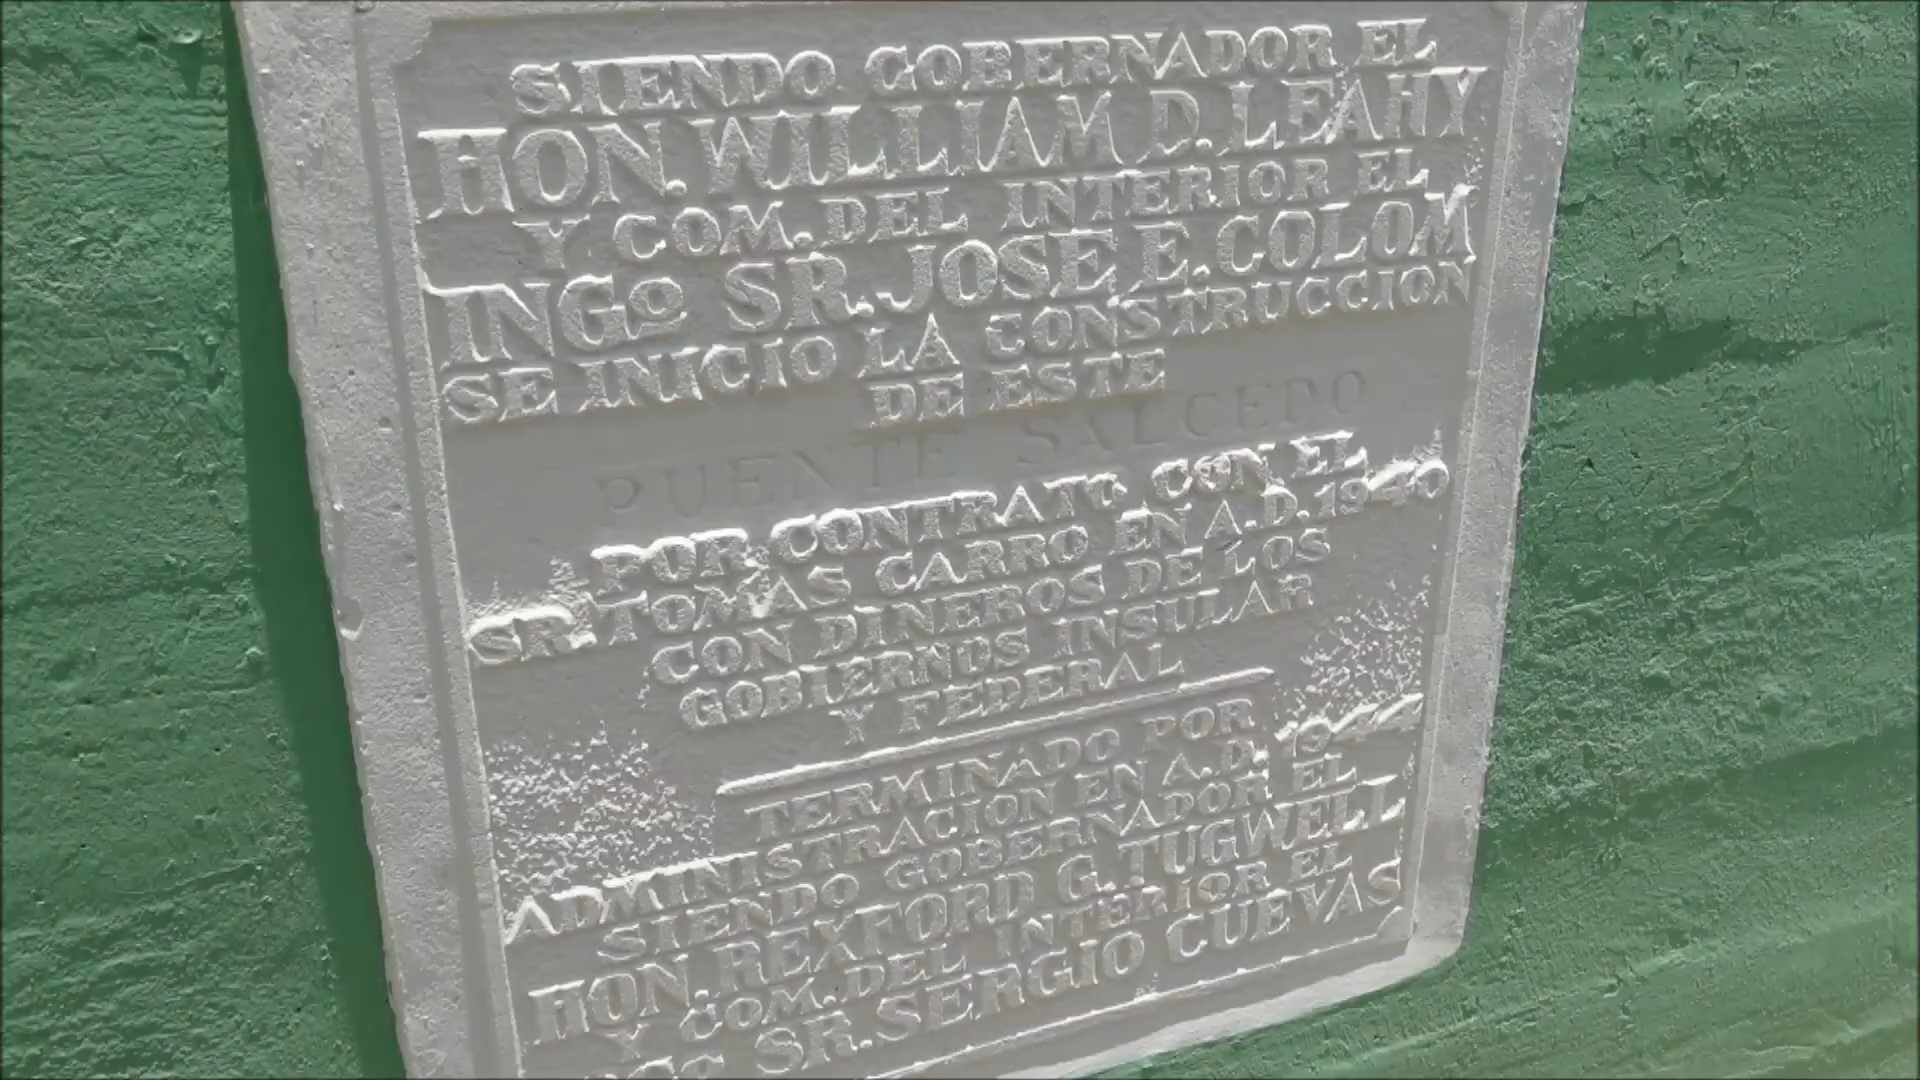 SIENDO GOBERNADOR EL
HON. WILLIAM D. LEAHY
Y COM. DEL INTERIOR EL
INGO SR. JOSE E. COLOM
SE INICIO LA CONSTRUCCION
DE ESTE
PUENTE SALCEDO
POR CONTRATO CON EL
SR. TOMAS CARRO EN A.D. 1940
CON DINEROS DE LOS
GOBIERNOS INSULAR
Y FEDERAL
TERMINADO POR
ADMINISTRACION EN A.D. 1944
SIENDO GOBERNADOR EL
HON. REXFORD G. TUGWELL
Y COM. DEL INTERIOR EL
SR. SERGIO CUEVAS